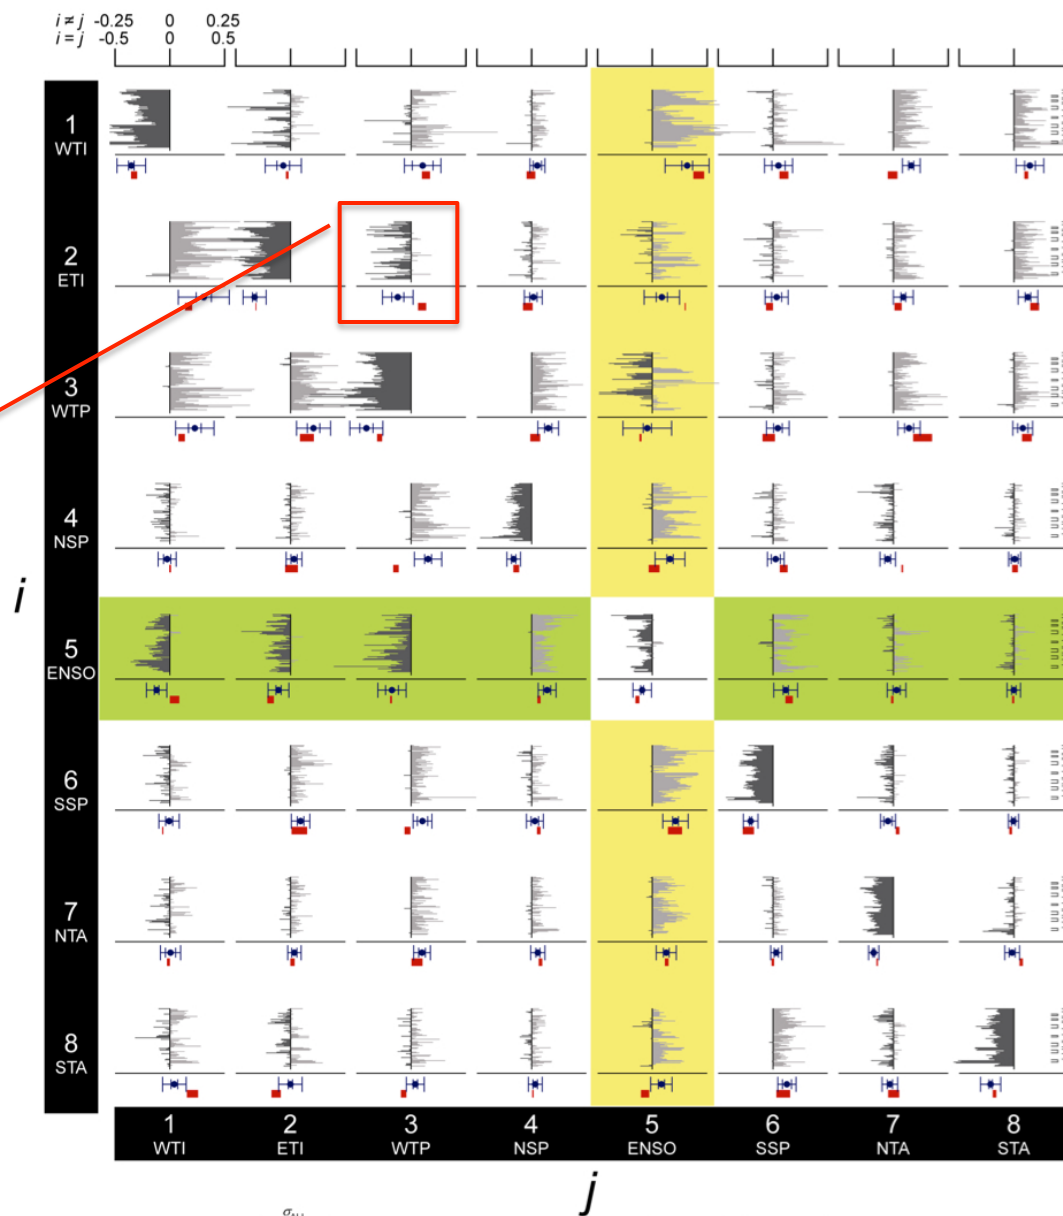 i ≠ j -0.25 0 0.25
i = j -0.5 0 0.5
1
WTI
2
ETI
3
WTP
4
NSP
i
5
ENSO
6
SSP
7
NTA
8
STA
1 2 3 4 5 6 7 8
WTI ETI WTP NSP ENSO SSP NTA STA
j